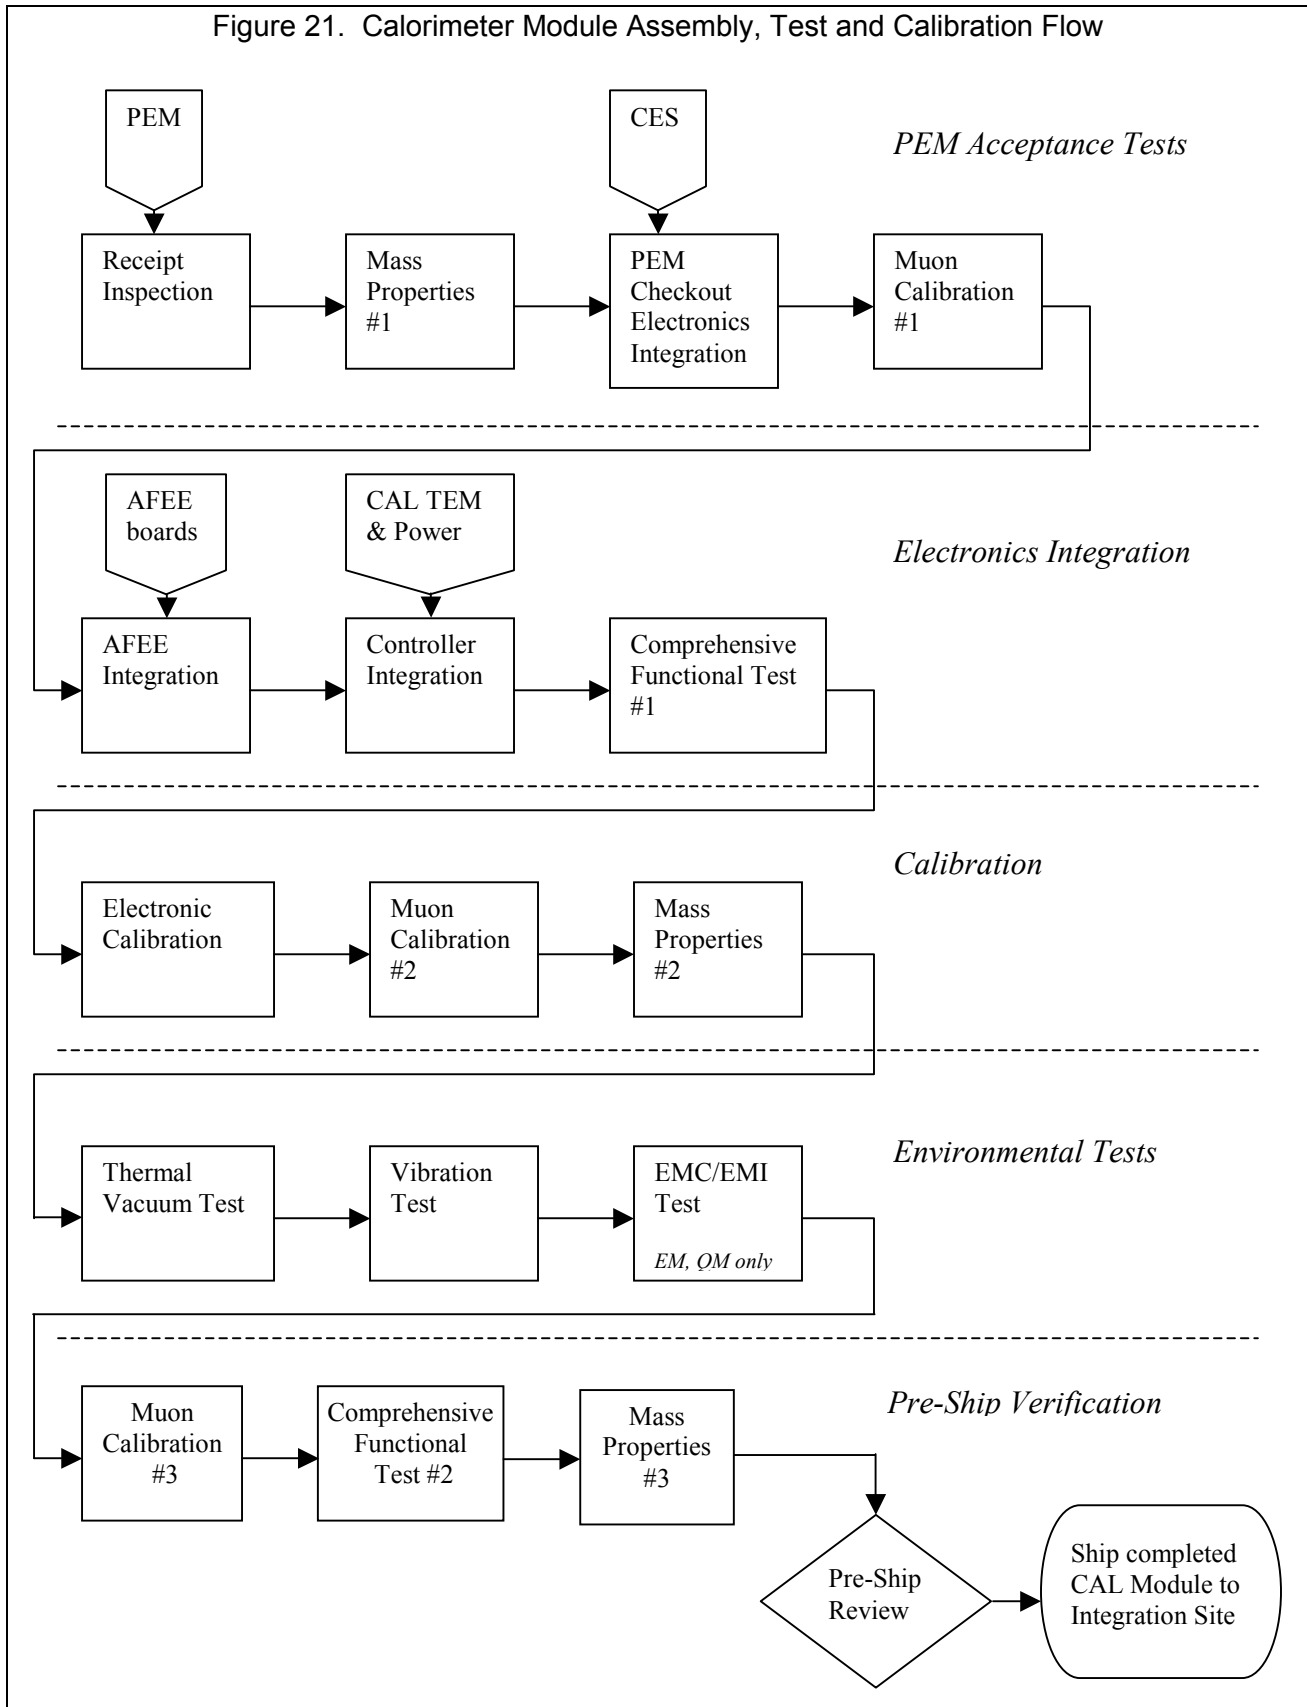 Figure 21. Calorimeter Module Assembly, Test and Calibration Flow
PEM
CES
PEM Acceptance Tests
Receipt
Inspection
Mass
Properties
#1
PEM
Checkout
Electronics
Integration
Muon
Calibration
#1
AFEE
boards
CAL TEM
& Power
Electronics Integration
AFEE
Integration
Controller
Integration
Comprehensive
Functional Test
#1
Calibration
Electronic
Calibration
Muon
Calibration
#2
Mass
Properties
#2
Environmental Tests
Thermal
Vacuum Test
Vibration
Test
EMC/EMI
Test
EM, QM only
Pre-Ship Verification
Muon
Calibration
#3
Comprehensive
Functional
Test #2
Mass
Properties
#3
Pre-Ship
Review
Ship completed
CAL Module to
Integration Site